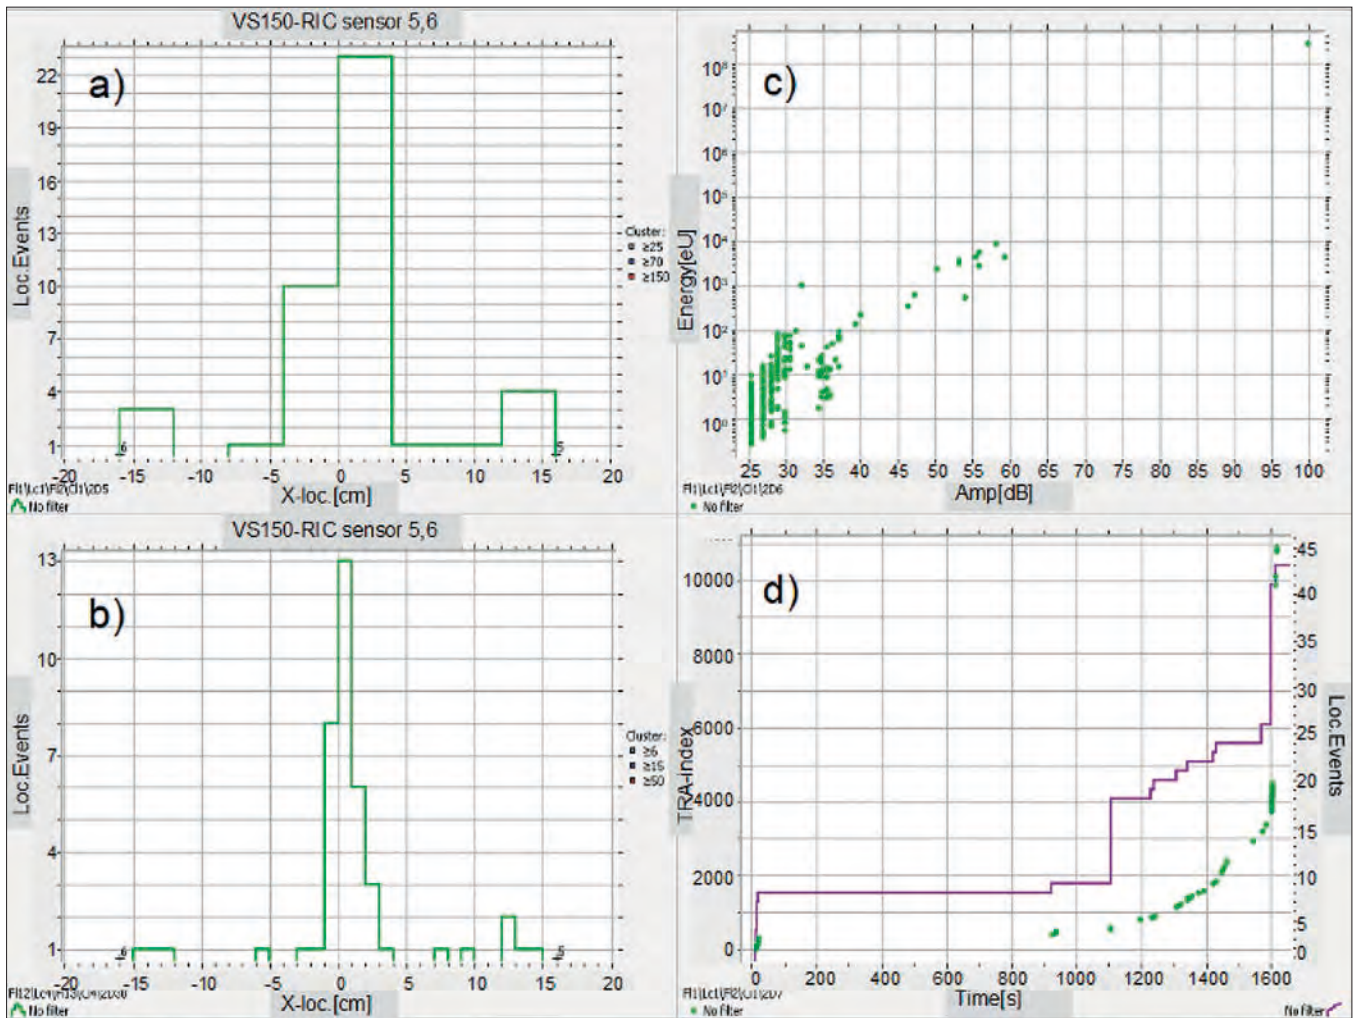 VS150-RIC sensor 5,6
a)
Loc.Events
22
19
16
13
10
7
4
1
6
5
-20 -15 -10 -5 0 5 10 15 20
X-loc.[cm]
Cluster:
≥25
≥70
≥150
No filter
c)
Energy[eU]
10⁸
10⁷
10⁶
10⁵
10⁴
10³
10²
10¹
10⁰
25 30 35 40 45 50 55 60 65 70 75 80 85 90 95 100
Amp[dB]
No filter
VS150-RIC sensor 5,6
b)
Loc.Events
13
10
7
4
1
6
5
-20 -15 -10 -5 0 5 10 15 20
X-loc.[cm]
Cluster:
≥6
≥15
≥50
No filter
d)
TRA-Index
10000
8000
6000
4000
2000
0
45
40
35
30
25
20
15
10
5
0
Loc.Events
0 200 400 600 800 1000 1200 1400 1600
Time[s]
No filter
No filter